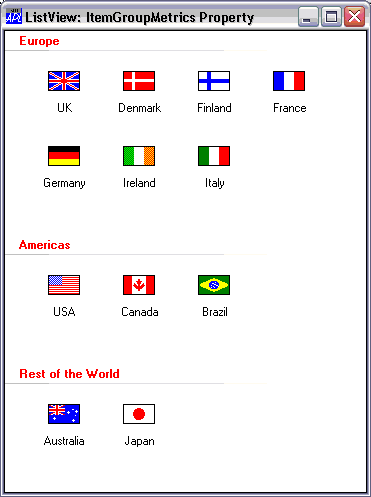 ListView: ItemGroupMetrics Property
Europe
UK Denmark Finland France
Germany Ireland Italy
Americas
USA Canada Brazil
Rest of the World
Australia Japan